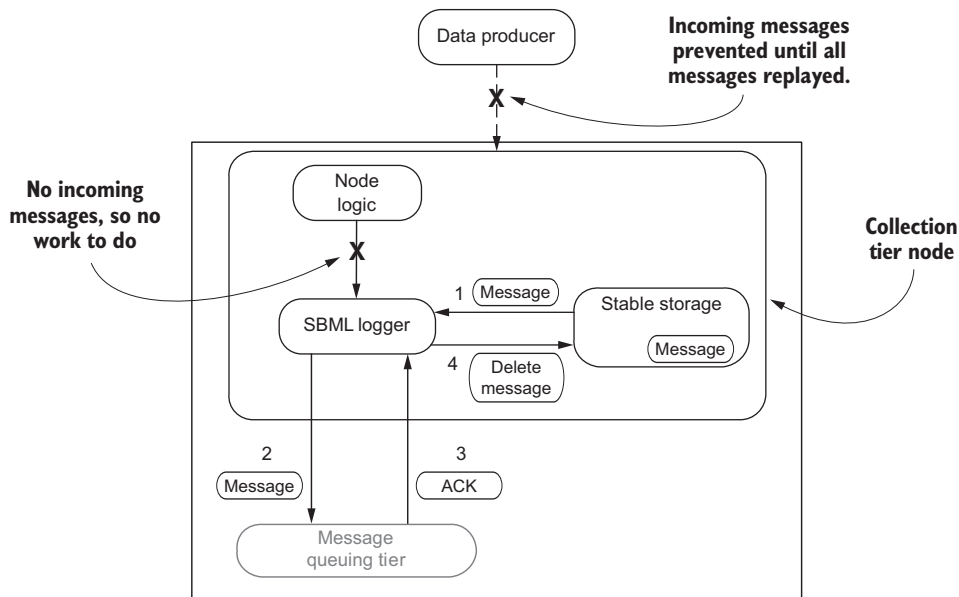 Data producer
Incoming messages
prevented until all
messages replayed.
X
Node
logic
No incoming
messages, so no
work to do
X
Collection
tier node
1
Message
Stable storage
SBML logger
Message
4
Delete
message
2
3
Message
ACK
Message
queuing tier